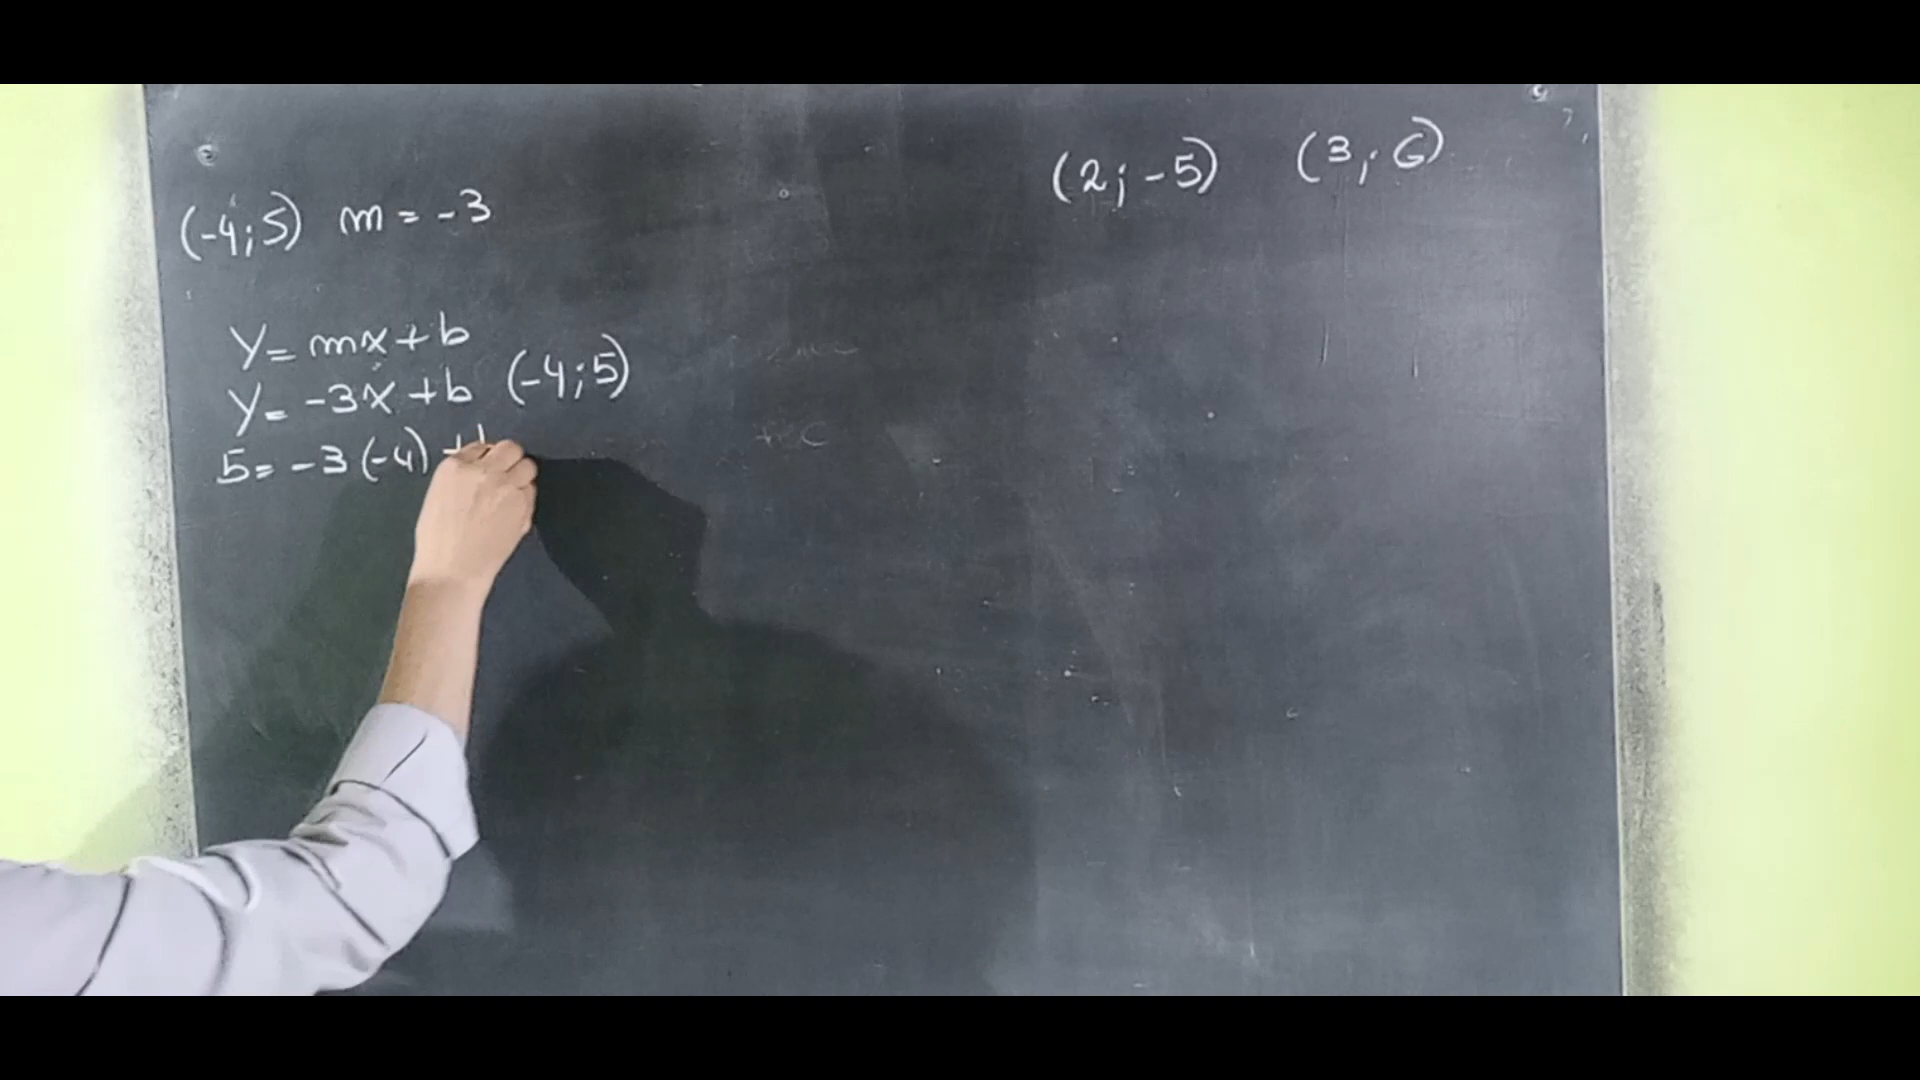 (-4;5) m = -3
y = mx + b
y = -3x + b (-4;5)
5 = -3(-4) +
(2; -5) (3; 6)